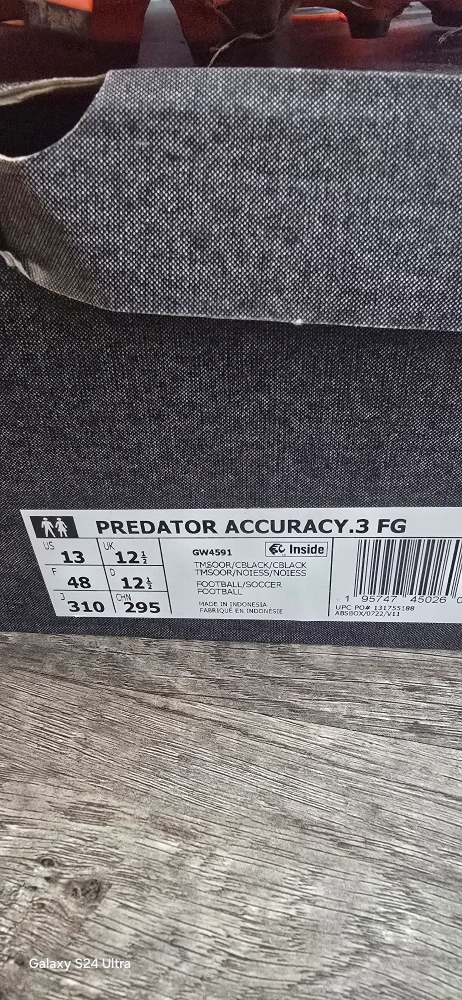 PREDATOR ACCURACY.3 FG
US 13 UK 12½
F 48 D 12½
J 310 CHN 295
GW4591
Inside
TMSOOR/CBLACK/CBLACK
TMSOOR/NOIESS/NOIESS
FOOTBALL/SOCCER
FOOTBALL
MADE IN INDONESIA
FABRIQUÉ EN INDONÉSIE
1 95747 45026
UPC PO# 131755188
ABSBOX/0722/V11
Galaxy S24 Ultra